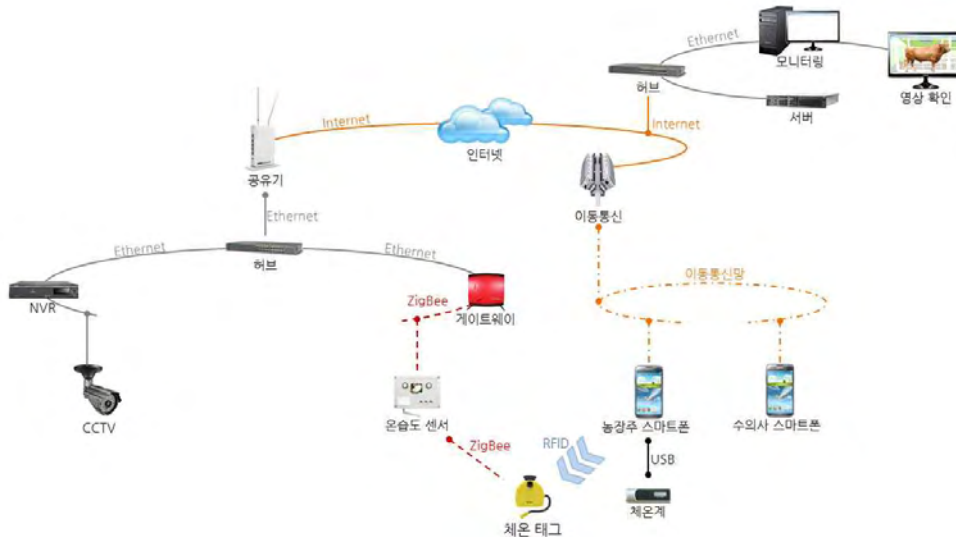 Ethernet
모니터링
영상 확인
허브
서버
Internet
인터넷
Internet
공유기
이동통신
Ethernet
Ethernet
허브
Ethernet
이동통신망
NVR
ZigBee
게이트웨이
CCTV
온습도 센서
농장주 스마트폰
수의사 스마트폰
ZigBee
RFID
USB
체온 태그
체온계